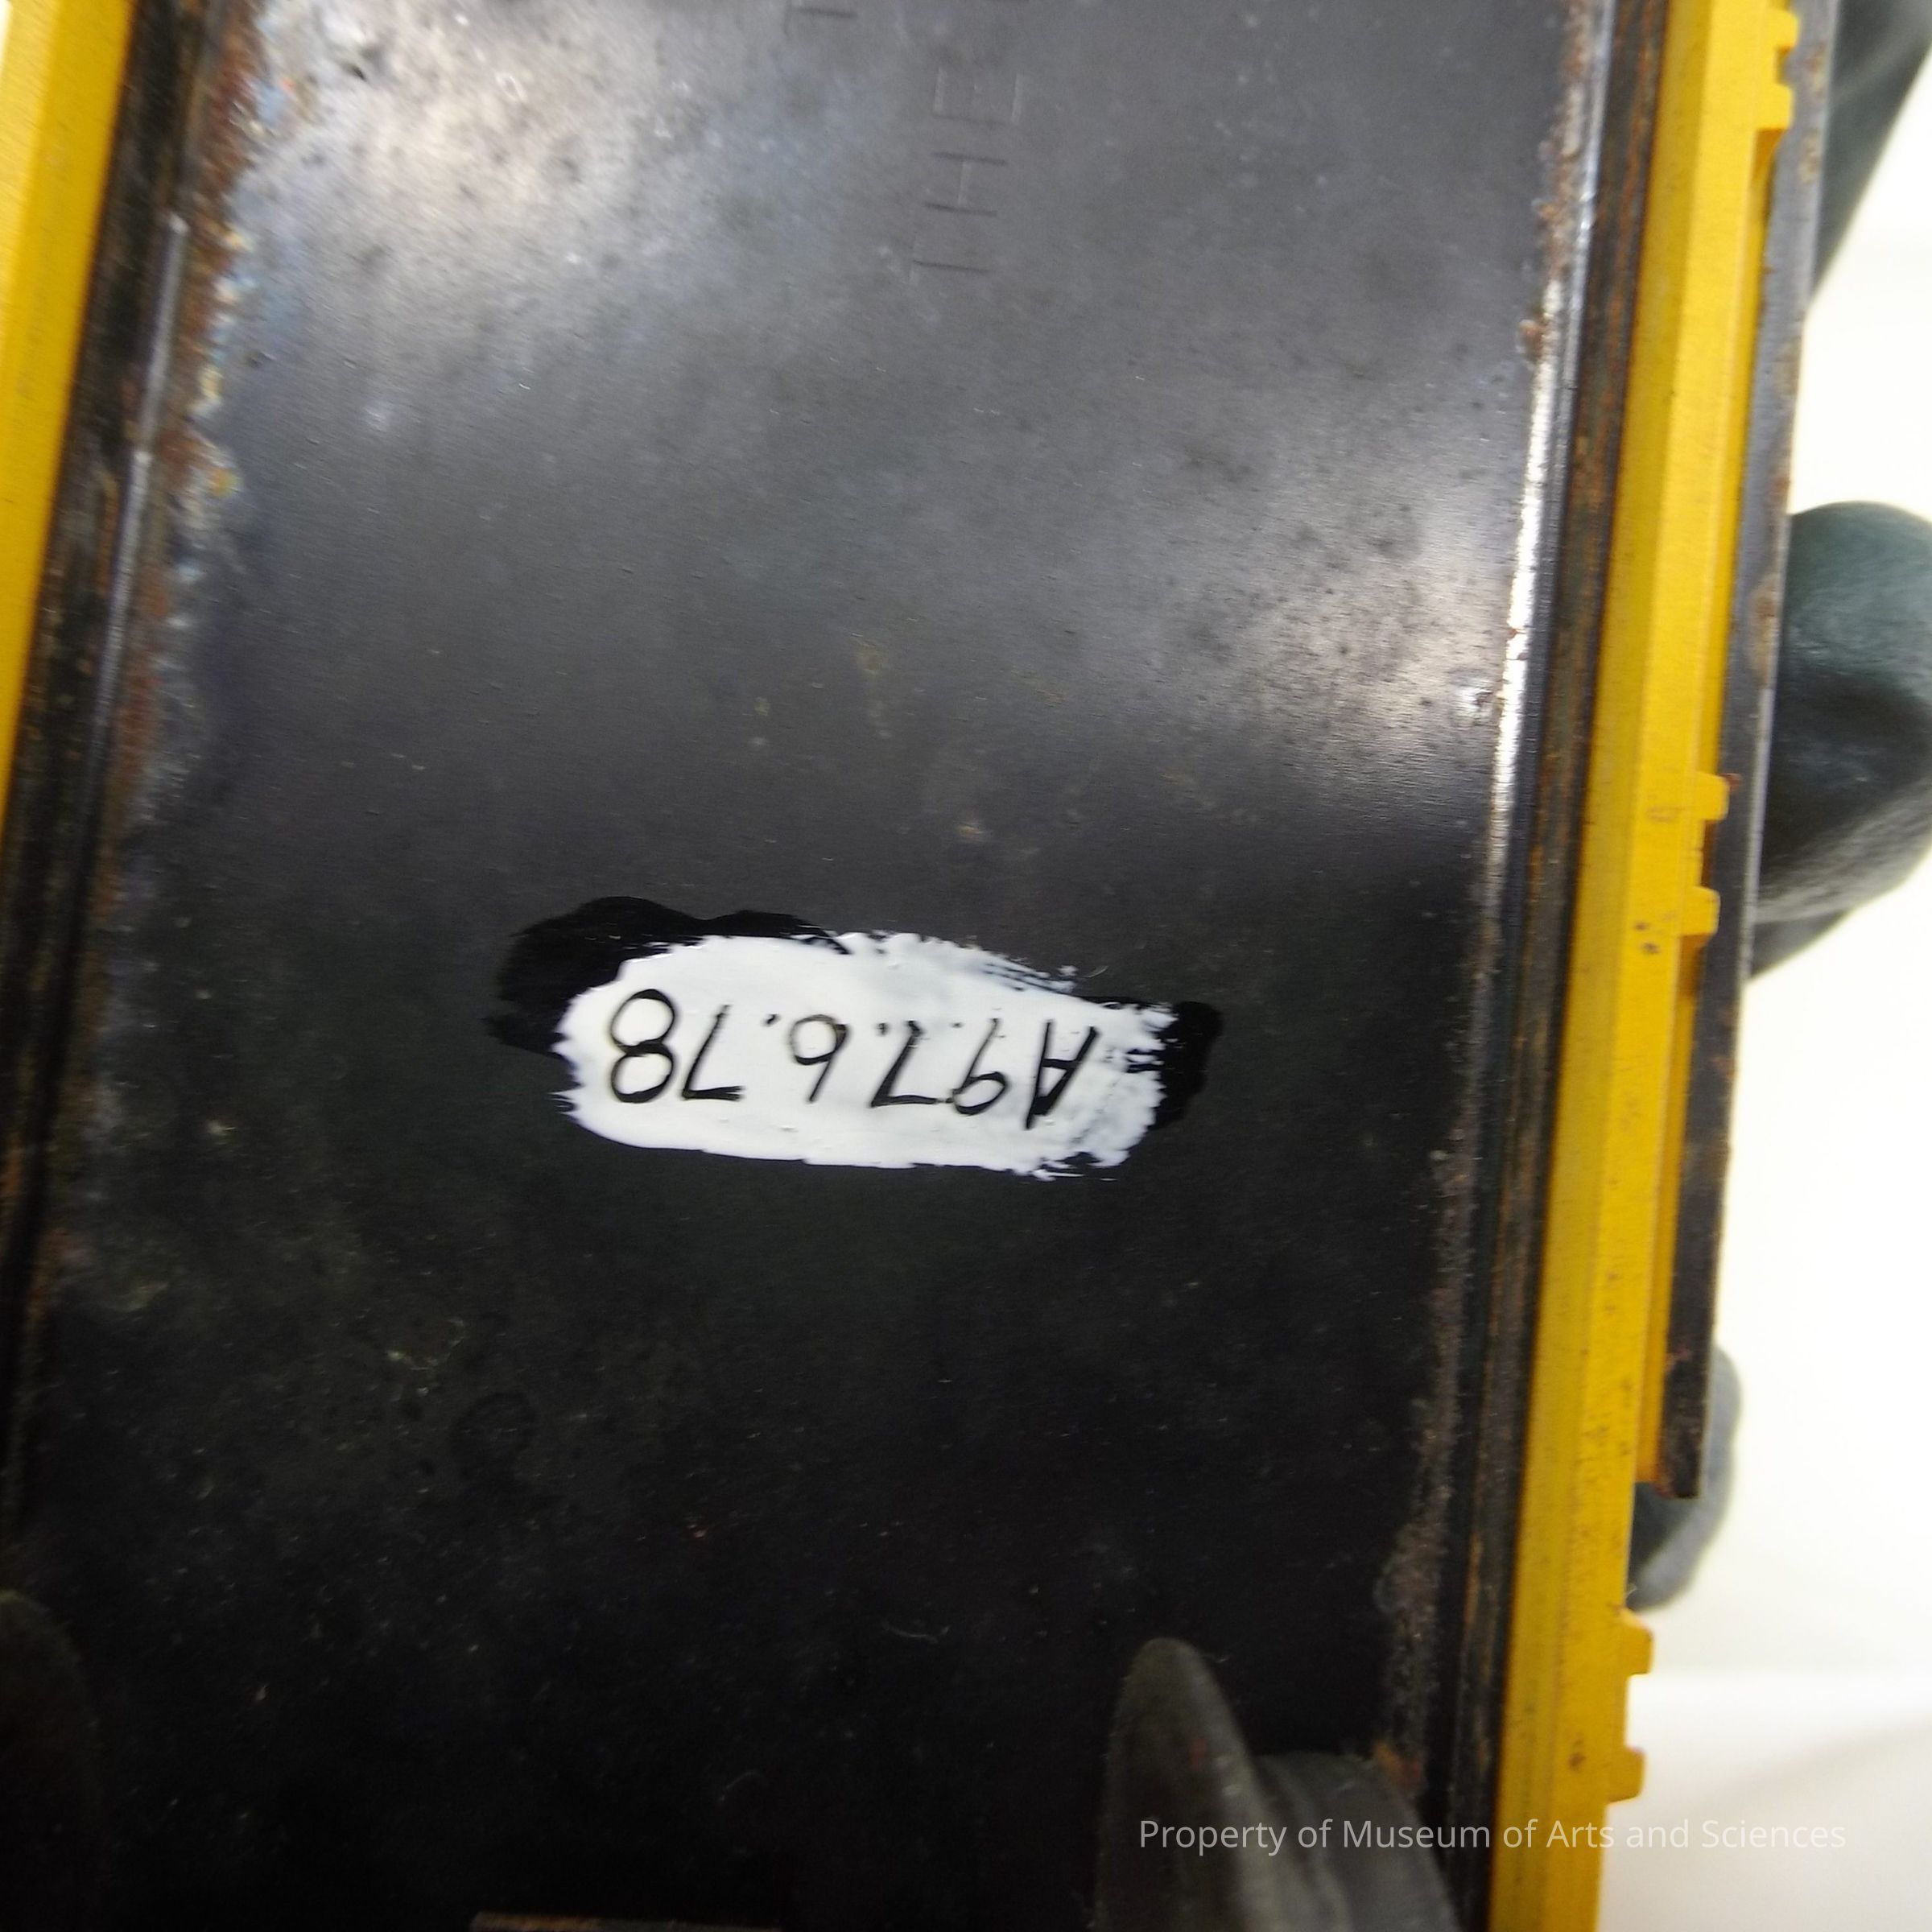 THE
A97.6.78
Property of Museum of Arts and Sciences